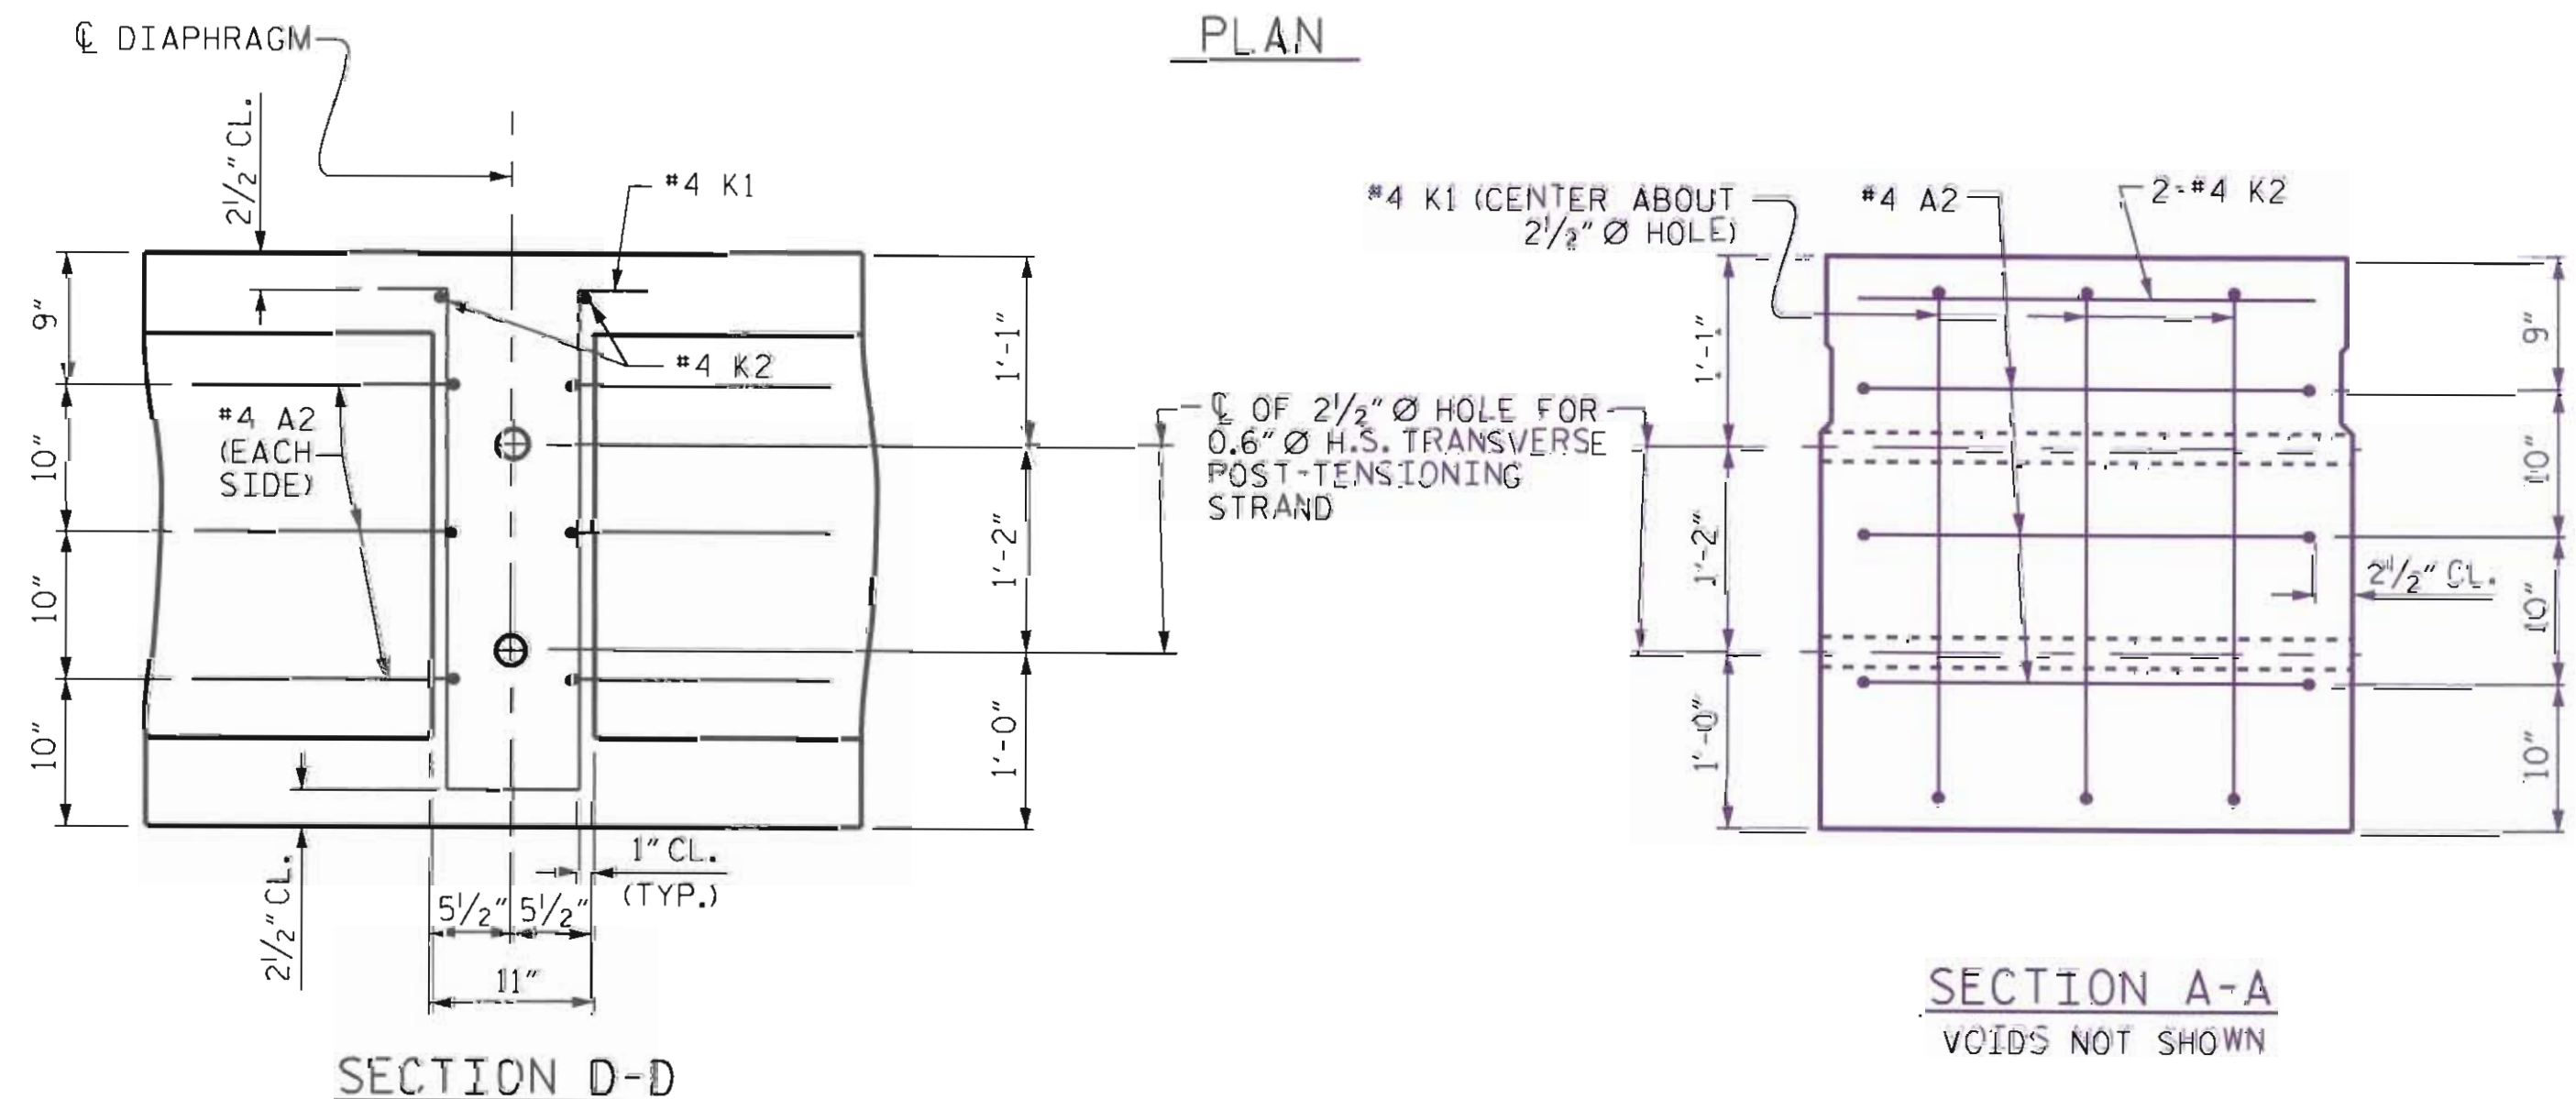 PLAN
℄ DIAPHRAGM
2½" CL.
#4 K1
#4 K2
9"
10"
10"
10"
#4 A2
(EACH
SIDE)
1'-1"
1'-2"
1'-0"
2½" CL.
1" CL.
(TYP.)
5½"
5½"
11"
SECTION D-D
℄ OF 2½" Ø HOLE FOR
0.6" Ø H.S. TRANSVERSE
POST-TENSIONING
STRAND
#4 K1 (CENTER ABOUT
2½" Ø HOLE)
#4 A2
2-#4 K2
1'-1"
1'-2"
1'-0"
9"
10"
10"
10"
2½" CL.
SECTION A-A
VOIDS NOT SHOWN